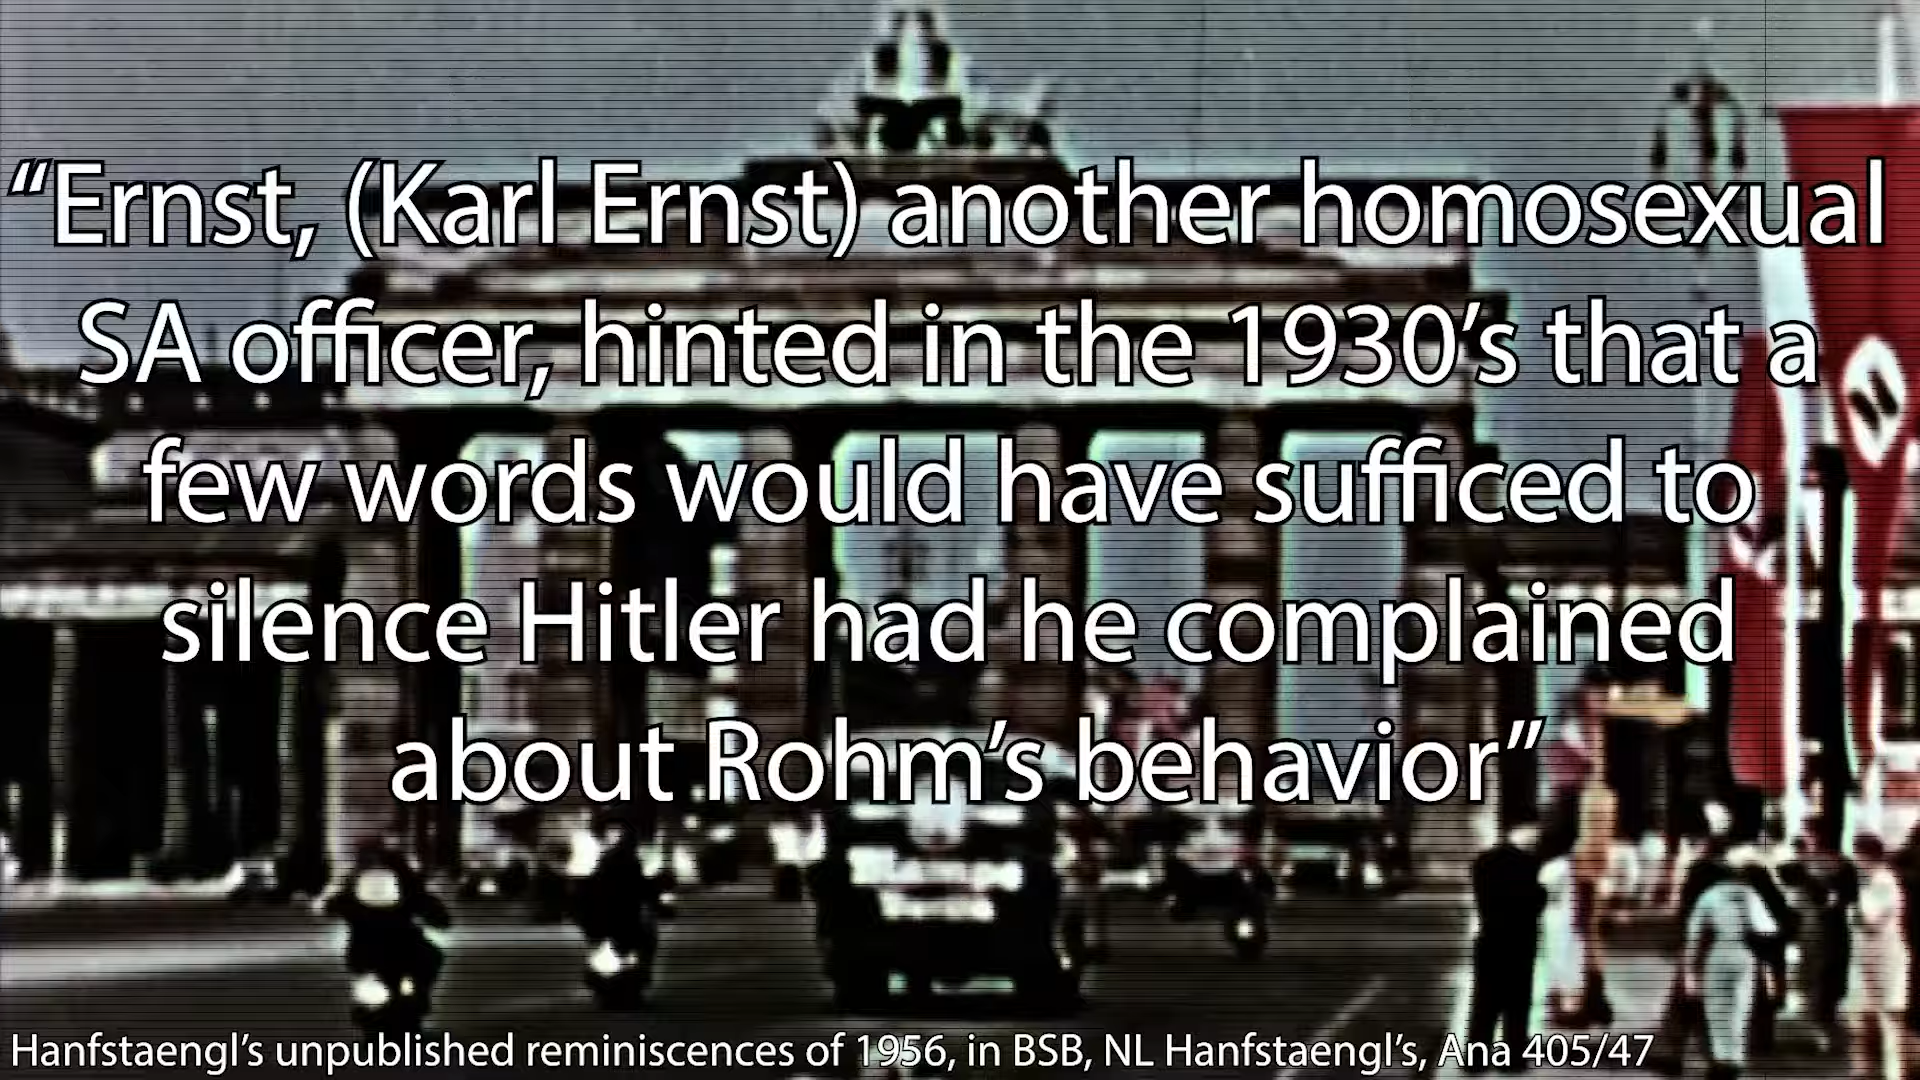 “Ernst, (Karl Ernst) another homosexual
SA officer, hinted in the 1930’s that a
few words would have sufficed to
silence Hitler had he complained
about Rohm’s behavior”
Hanfstaengl’s unpublished reminiscences of 1956, in BSB, NL Hanfstaengl’s, Ana 405/47